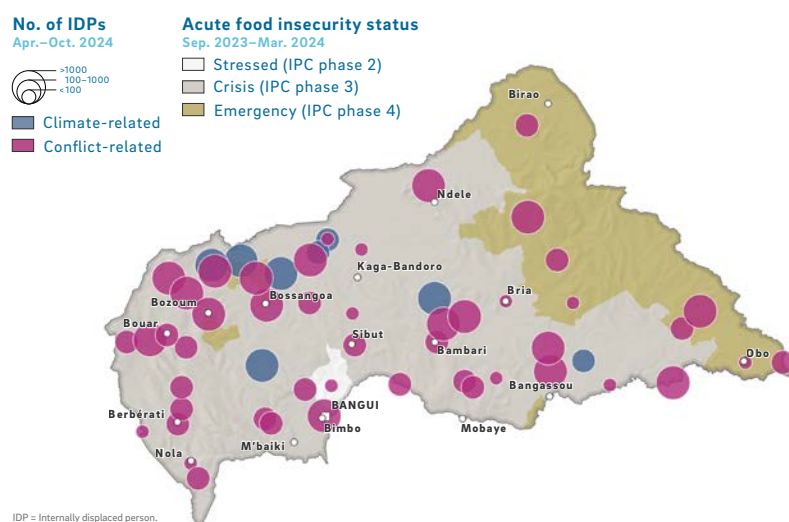 No. of IDPs
Apr.–Oct. 2024
>1000
100–1000
<100
Climate-related
Conflict-related
Acute food insecurity status
Sep. 2023–Mar. 2024
Stressed (IPC phase 2)
Crisis (IPC phase 3)
Emergency (IPC phase 4)
Birao
Ndele
Kaga-Bandoro
Bozoum
Bossangoa
Bria
Bouar
Sibut
Bambari
Obo
Bangassou
BANGUI
Berbérati
Bimbo
Mobaye
M'baiki
Nola
IDP = Internally displaced person.